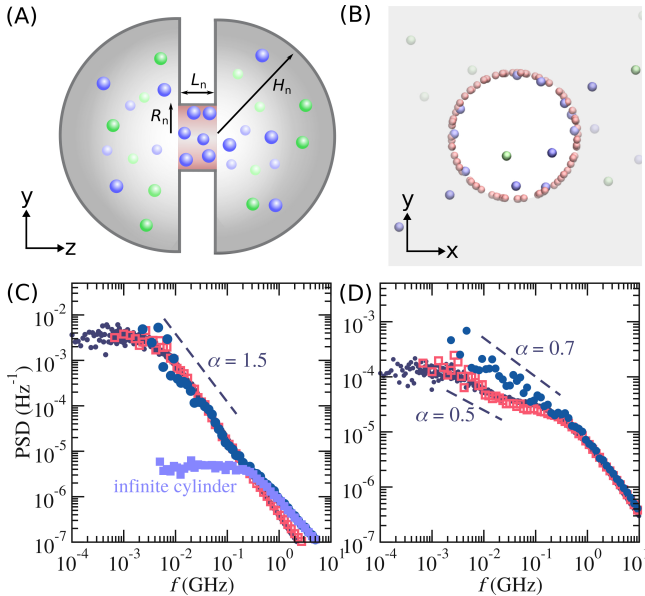 (A)
L_n
H_n
R_n
y
z
(B)
y
x
(C)
10^-2
10^-3
10^-4
10^-5
10^-6
10^-7
PSD (Hz^-1)
α = 1.5
infinite cylinder
10^-4 10^-3 10^-2 10^-1 10^0 10^1
f (GHz)
(D)
10^-3
10^-4
10^-5
10^-6
10^-7
α = 0.7
α = 0.5
10^-4 10^-3 10^-2 10^-1 10^0 10^1
f (GHz)